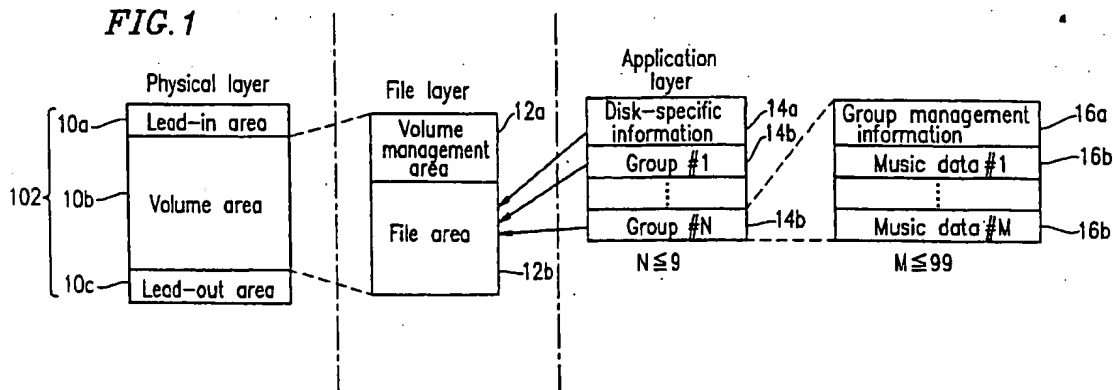 FIG. 1
Physical layer
10a
Lead-in area
102
10b
Volume area
10c
Lead-out area
File layer
12a
Volume
management
area
File area
12b
Application
layer
Disk-specific
information
14a
14b
Group #1
Group #N
14b
N≦9
Group management
information
16a
Music data #1
16b
Music data #M
16b
M≦99